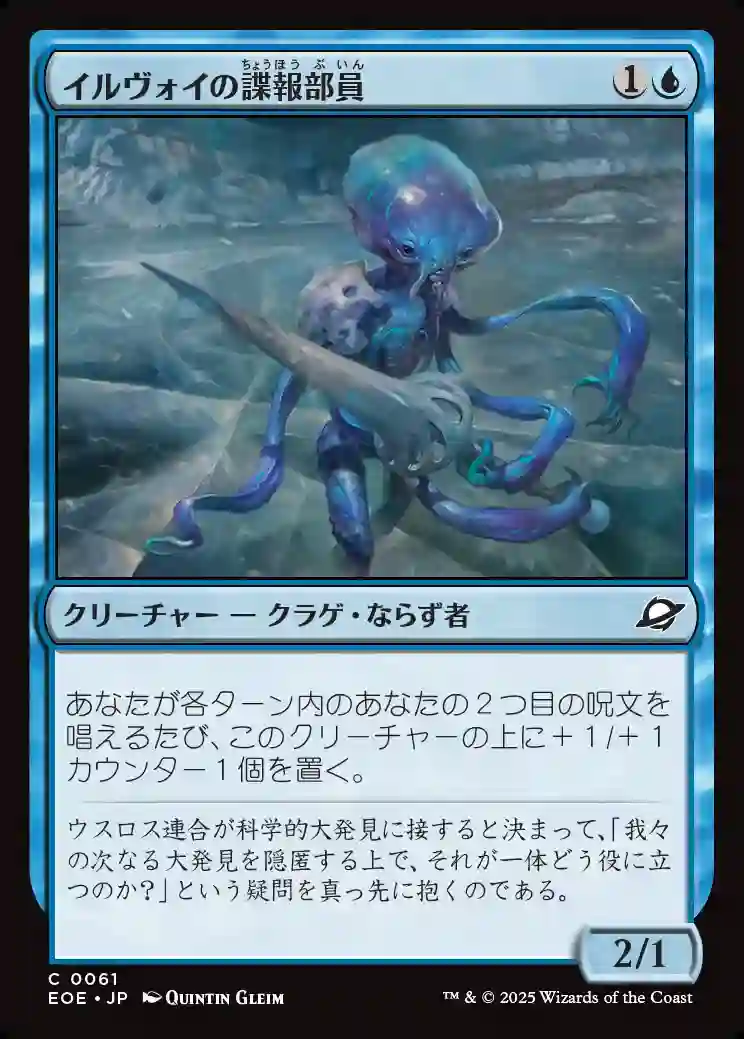 ちょうほう ぶ いん
イルヴォイの諜報部員
1
クリーチャー — クラゲ・ならず者
あなたが各ターン内のあなたの２つ目の呪文を
唱えるたび、このクリーチャーの上に＋１/＋１
カウンター１個を置く。
ウスロス連合が科学的大発見に接すると決まって、「我々
の次なる大発見を隠匿する上で、それが一体どう役に立
つのか？」という疑問を真っ先に抱くのである。
2/1
C 0061
EOE • JP Quintin Gleim
™ & © 2025 Wizards of the Coast